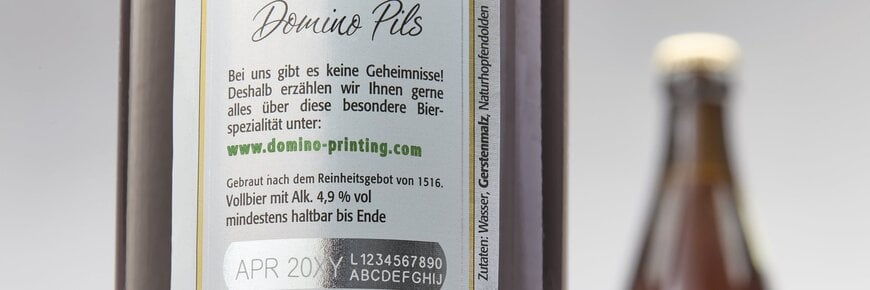 Domino Pils
Bei uns gibt es keine Geheimnisse!
Deshalb erzählen wir Ihnen gerne
alles über diese besondere Bier-
spezialität unter:
www.domino-printing.com
Gebraut nach dem Reinheitsgebot von 1516.
Vollbier mit Alk. 4,9 % vol
mindestens haltbar bis Ende
APR 20XY
L1234567890
ABCDEFGHIJ
Zutaten: Wasser, Gerstenmalz, Naturhopfendolden